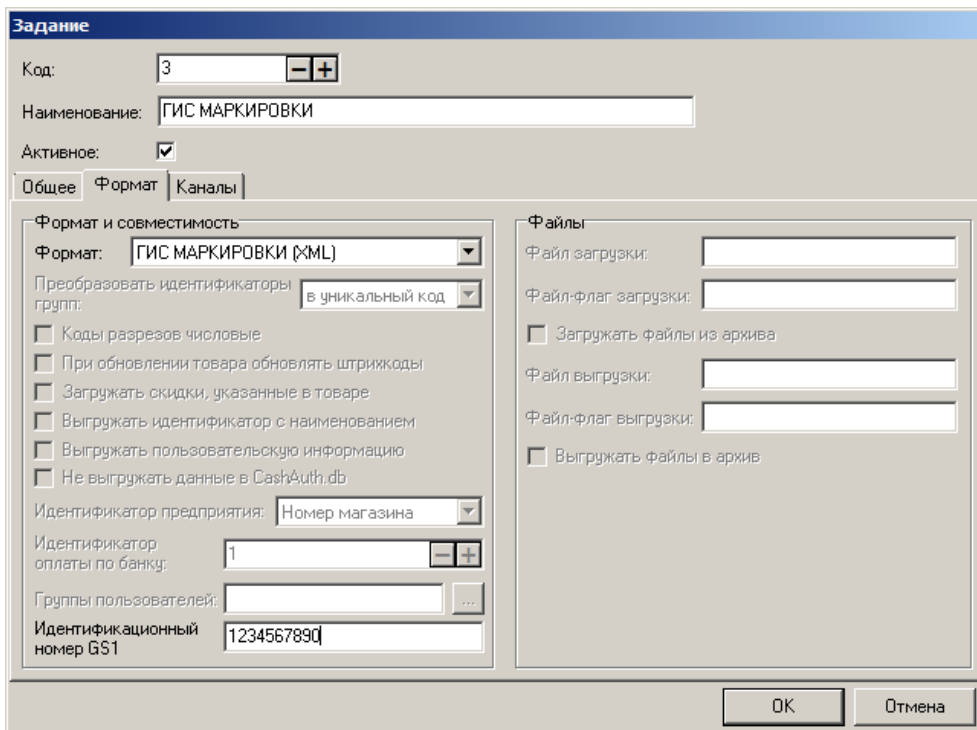 Задание
Код: 3
Наименование: ГИС МАРКИРОВКИ
Активное:
Общее Формат Каналы
Формат и совместимость
Формат: ГИС МАРКИРОВКИ (XML)
Преобразовать идентификаторы
групп: в уникальный код
Коды разрезов числовые
При обновлении товара обновлять штрихкоды
Загружать скидки, указанные в товаре
Выгружать идентификатор с наименованием
Выгружать пользовательскую информацию
Не выгружать данные в CashAuth.db
Идентификатор предприятия: Номер магазина
Идентификатор
оплаты по банку: 1
Группы пользователей: ...
Идентификационный
номер GS1 1234567890
Файлы
Файл загрузки:
Файл-флаг загрузки:
Загружать файлы из архива
Файл выгрузки:
Файл-флаг выгрузки:
Выгружать файлы в архив
OK Отмена